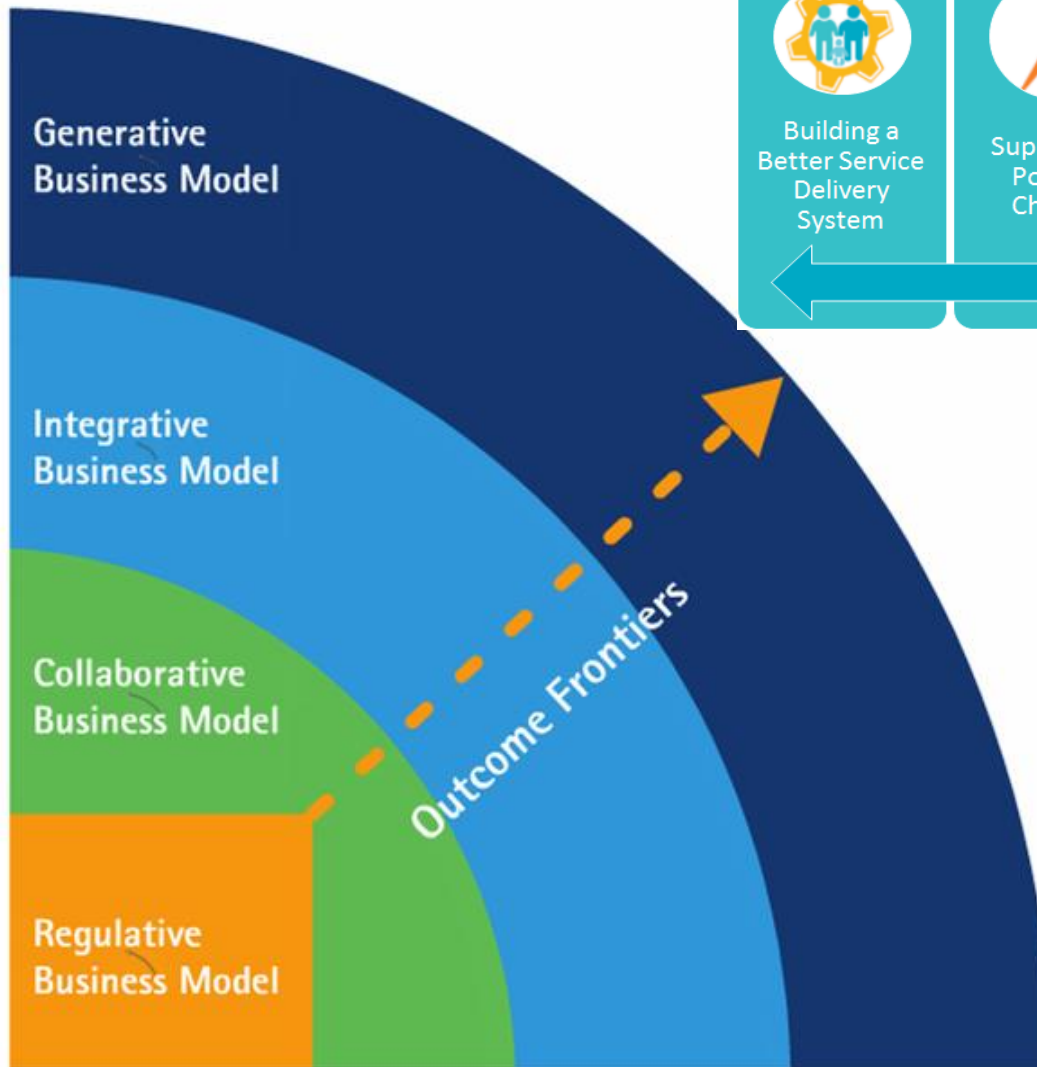 Generative
Business Model
Integrative
Business Model
Collaborative
Business Model
Regulative
Business Model
Outcome Frontiers
Building a
Better Service
Delivery
System